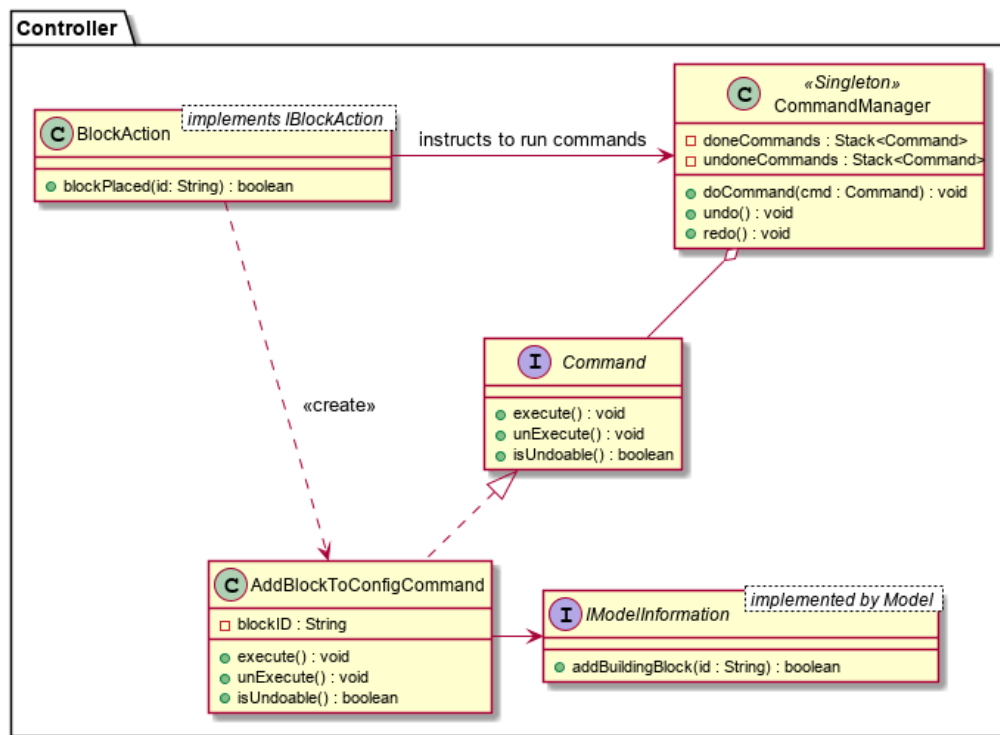 Controller
C BlockAction
implements IBlockAction
blockPlaced(id: String) : boolean
instructs to run commands
«Singleton»
C CommandManager
doneCommands : Stack<Command>
undoneCommands : Stack<Command>
doCommand(cmd : Command) : void
undo() : void
redo() : void
I Command
execute() : void
unExecute() : void
isUndoable() : boolean
«create»
C AddBlockToConfigCommand
blockID : String
execute() : void
unExecute() : void
isUndoable() : boolean
I IModelInformation
implemented by Model
addBuildingBlock(id : String) : boolean